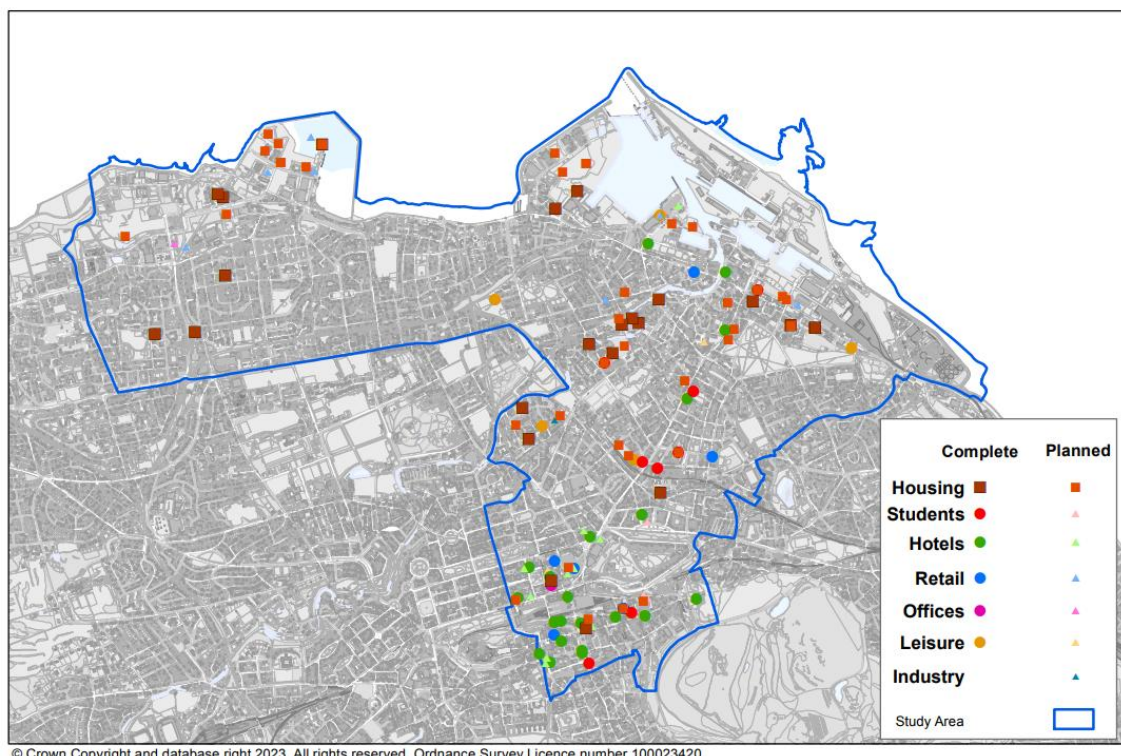 Complete Planned
Housing
Students
Hotels
Retail
Offices
Leisure
Industry
Study Area
© Crown Copyright and database right 2023. All rights reserved. Ordnance Survey Licence number 100023420.